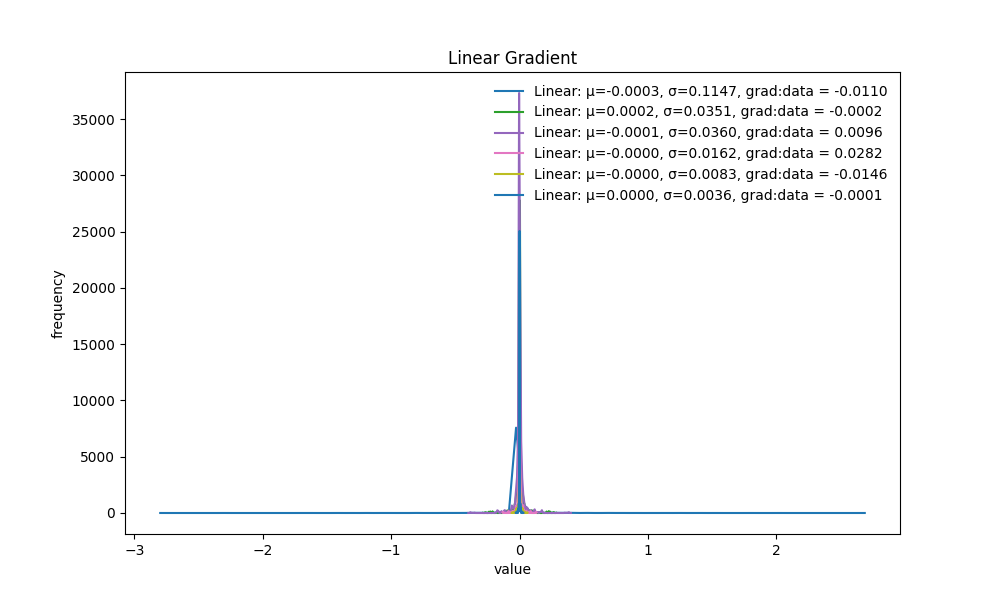 Linear Gradient
Linear: μ=-0.0003, σ=0.1147, grad:data = -0.0110
Linear: μ=0.0002, σ=0.0351, grad:data = -0.0002
Linear: μ=-0.0001, σ=0.0360, grad:data = 0.0096
Linear: μ=-0.0000, σ=0.0162, grad:data = 0.0282
Linear: μ=-0.0000, σ=0.0083, grad:data = -0.0146
Linear: μ=0.0000, σ=0.0036, grad:data = -0.0001
35000
30000
25000
20000
15000
10000
5000
0
frequency
−3 −2 −1 0 1 2
value